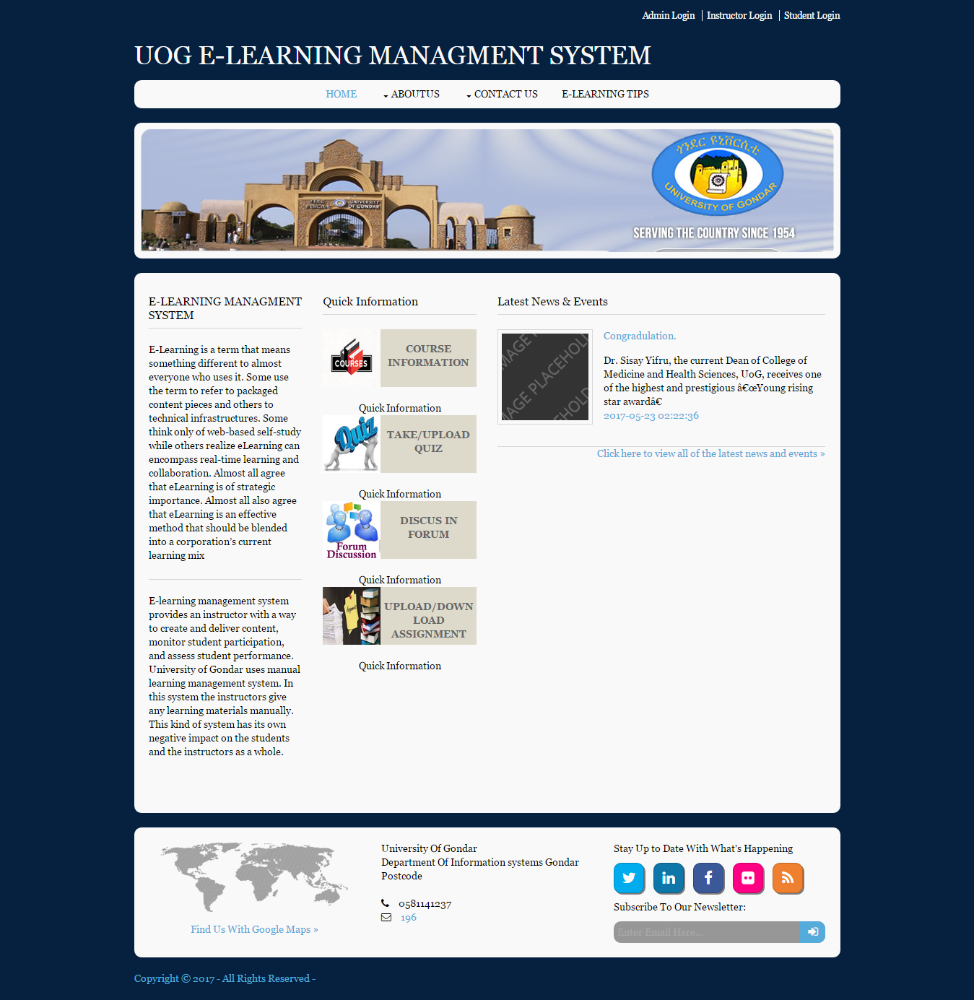 Admin Login
Instructor Login
Student Login
UOG E-LEARNING MANAGMENT SYSTEM
HOME
ABOUTUS
CONTACT US
E-LEARNING TIPS
UNIVERSITY
OF GONDAR
ጎንደር ዩኒቨርሲቲ
UNIVERSITY OF GONDAR
SERVING THE COUNTRY SINCE 1954
E-LEARNING MANAGMENT
SYSTEM
E-Learning is a term that means
something different to almost
everyone who uses it. Some use
the term to refer to packaged
content pieces and others to
technical infrastructures. Some
think only of web-based self-study
while others realize eLearning can
encompass real-time learning and
collaboration. Almost all agree
that eLearning is of strategic
importance. Almost all also agree
that eLearning is an effective
method that should be blended
into a corporation’s current
learning mix
E-learning management system
provides an instructor with a way
to create and deliver content,
monitor student participation,
and assess student performance.
University of Gondar uses manual
learning management system. In
this system the instructors give
any learning materials manually.
This kind of system has its own
negative impact on the students
and the instructors as a whole.
Quick Information
COURSES
COURSE
INFORMATION
Quick Information
Quiz
TAKE/UPLOAD
QUIZ
Quick Information
Forum
Discussion
DISCUS IN
FORUM
Quick Information
UPLOAD/DOWN
LOAD
ASSIGNMENT
Quick Information
Latest News & Events
IMAGE PLACEHOLD
Congradulation.
Dr. Sisay Yifru, the current Dean of College of
Medicine and Health Sciences, UoG, receives one
of the highest and prestigious â€œYoung rising
star awardâ€
2017-05-23 02:22:36
Click here to view all of the latest news and events »
Find Us With Google Maps »
University Of Gondar
Department Of Information systems Gondar
Postcode
0581141237
196
Stay Up to Date With What's Happening
Subscribe To Our Newsletter:
Enter Email Here...
Copyright © 2017 - All Rights Reserved -